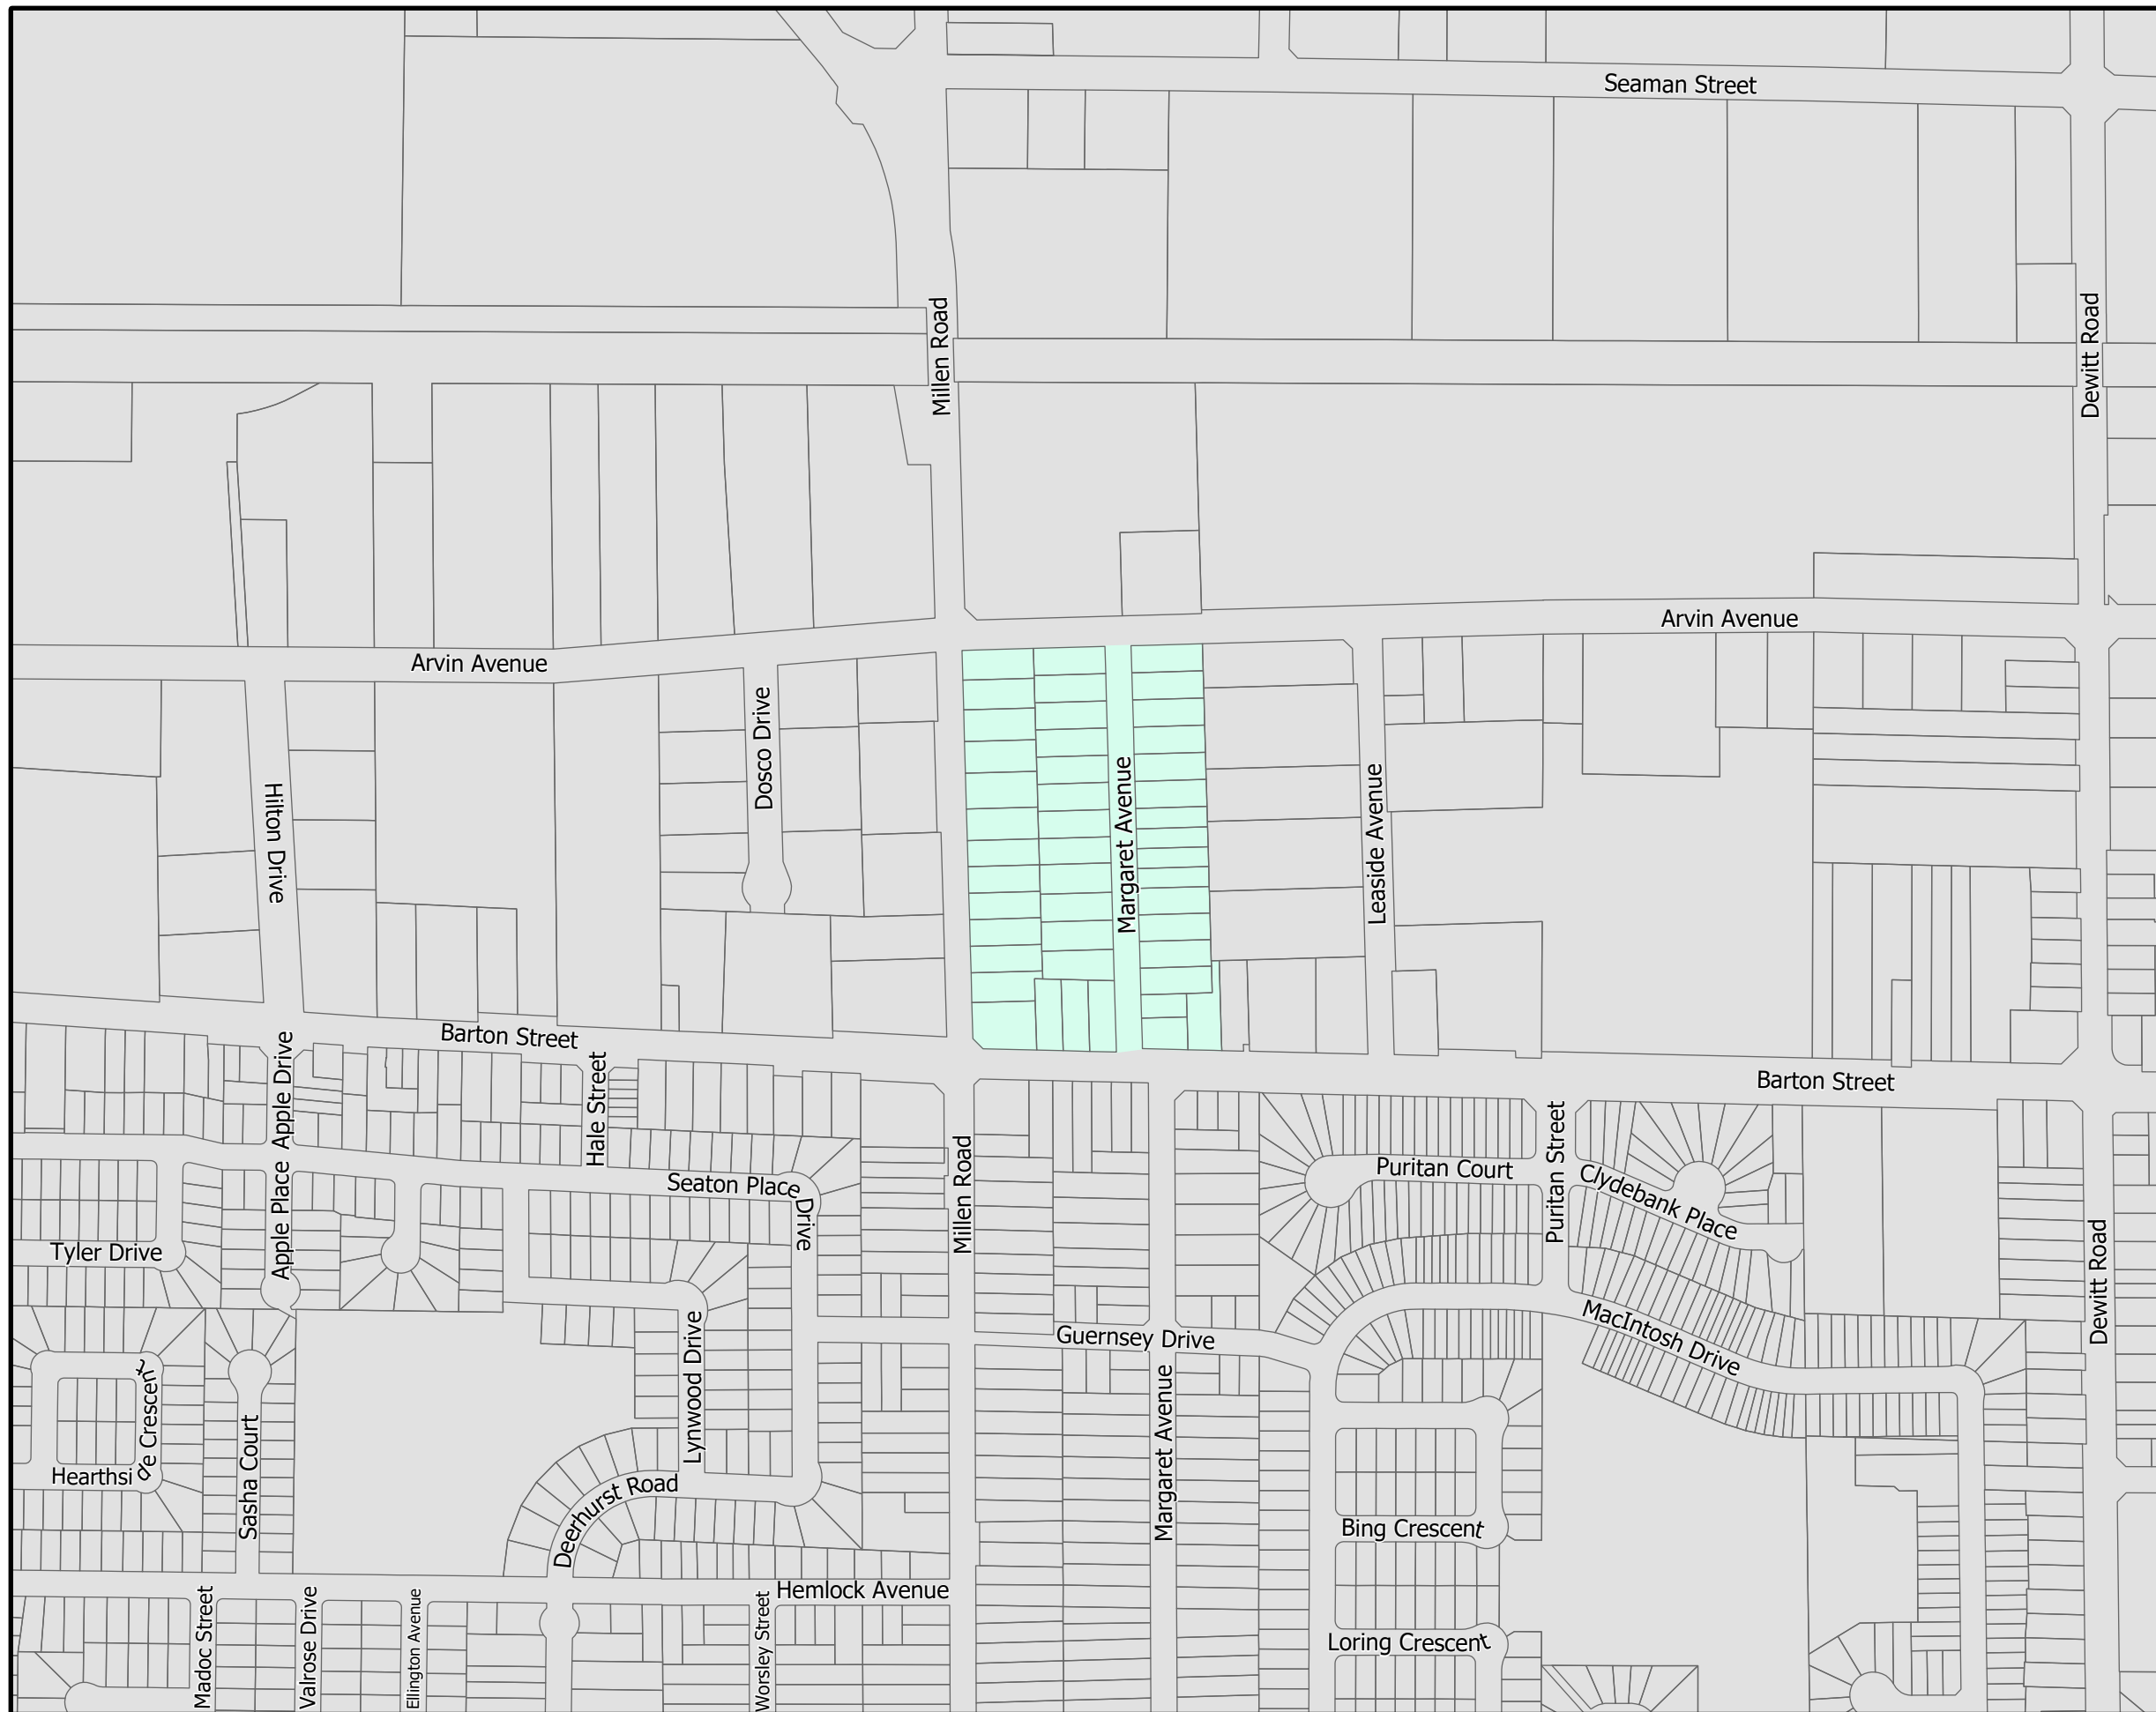 Seaman Street
Millen Road
Dewitt Road
Arvin Avenue
Arvin Avenue
Dosco Drive
Hilton Drive
Margaret Avenue
Leaside Avenue
Barton Street
Barton Street
Apple Drive
Hale Street
Puritan Street
Puritan Court
Clydebank Place
Seaton Place
Drive
Millen Road
Apple Place
Tyler Drive
Dewitt Road
Guernsey Drive
MacIntosh Drive
Lynwood Drive
Margaret Avenue
Hearthside Crescent
Sasha Court
Deerhurst Road
Bing Crescent
Hemlock Avenue
Madoc Street
Valrose Drive
Ellington Avenue
Worsley Street
Loring Crescent